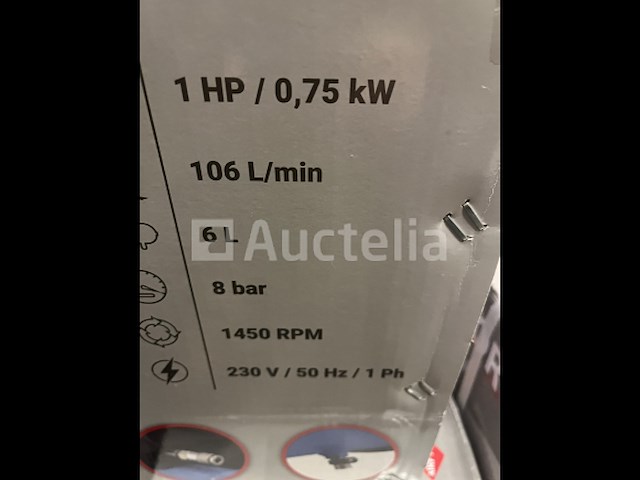 1 HP / 0,75 kW
106 L/min
6 L
Auctelia
8 bar
1450 RPM
230 V / 50 Hz / 1 Ph